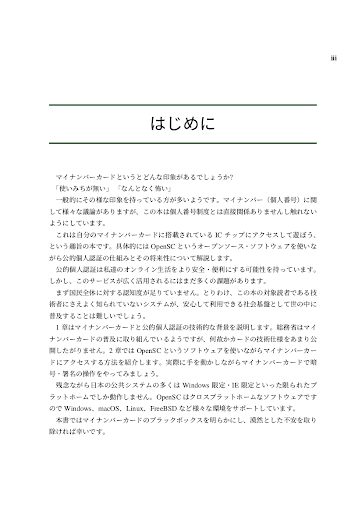 iii
はじめに
マイナンバーカードというとどんな印象があるでしょうか?
「使いみちが無い」「なんとなく怖い」
一般的にその様な印象を持っている方が多いようです。マイナンバー（個人番号）に関
して様々な議論がありますが、この本は個人番号制度とは直接関係ありませんし触れない
ようにしています。
これは自分のマイナンバーカードに搭載されている IC チップにアクセスして遊ぼう、
という趣旨の本です。具体的には OpenSC というオープンソース・ソフトウェアを使いな
がら公的個人認証の仕組みとその将来性について解説します。
公的個人認証は私達のオンライン生活をより安全・便利にする可能性を持っています。
しかし、このサービスが広く活用されるにはまだ多くの課題があります。
まず国民全体に対する認知度が足りていません。とりわけ、この本の対象読者である技
術者にさえよく知られていないシステムが、安心して利用できる社会基盤として世の中に
普及することは難しいでしょう。
1 章はマイナンバーカードと公的個人認証の技術的な背景を説明します。総務省はマイ
ナンバーカードの普及に取り組んでいるようですが、何故かカードの技術仕様をあまり公
開したがりません。2 章では OpenSC というソフトウェアを使いながらマイナンバーカー
ドにアクセスする方法を紹介します。実際に手を動かしながらマイナンバーカードで暗
号・署名の操作をやってみましょう。
残念ながら日本の公共システムの多くは Windows 限定・IE 限定といった限られたプ
ラットホームでしか動作しません。OpenSC はクロスプラットホームなソフトウェアです
ので Windows、macOS、Linux、FreeBSD など様々な環境をサポートしています。
本書ではマイナンバーカードのブラックボックスを明らかにし、漠然とした不安を取り
除ければ幸いです。